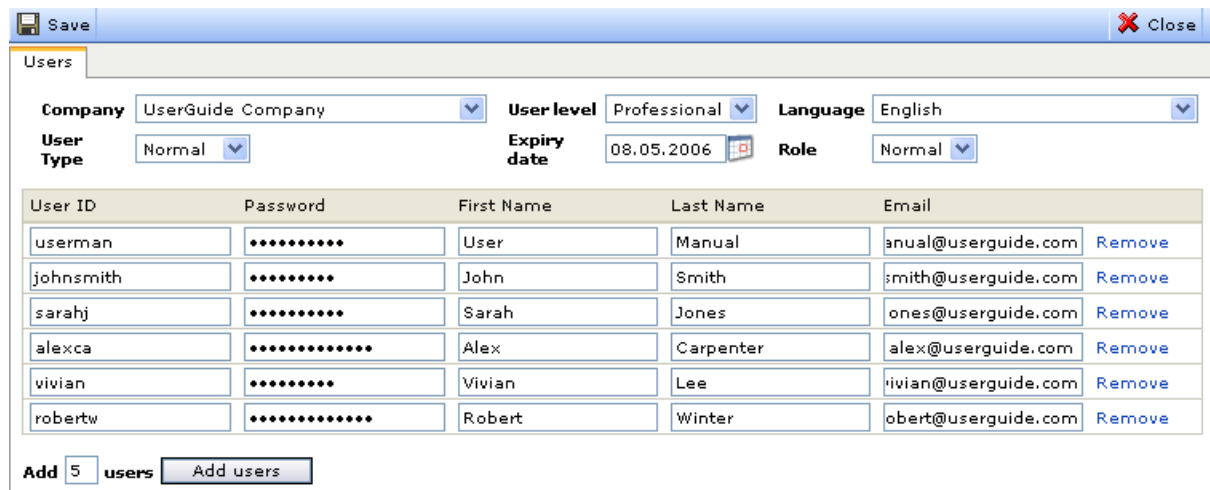 Save Close
Users
Company UserGuide Company User level Professional Language English
User Type Normal Expiry date 08.05.2006 Role Normal
User ID Password First Name Last Name Email
userman •••••••••• User Manual anual@userguide.com Remove
johnsmith ••••••••• John Smith smith@userguide.com Remove
sarahj •••••••••• Sarah Jones ones@userguide.com Remove
alexca ••••••••••••• Alex Carpenter alex@userguide.com Remove
vivian ••••••••• Vivian Lee ivian@userguide.com Remove
robertw ••••••••••••• Robert Winter obert@userguide.com Remove
Add 5 users Add users